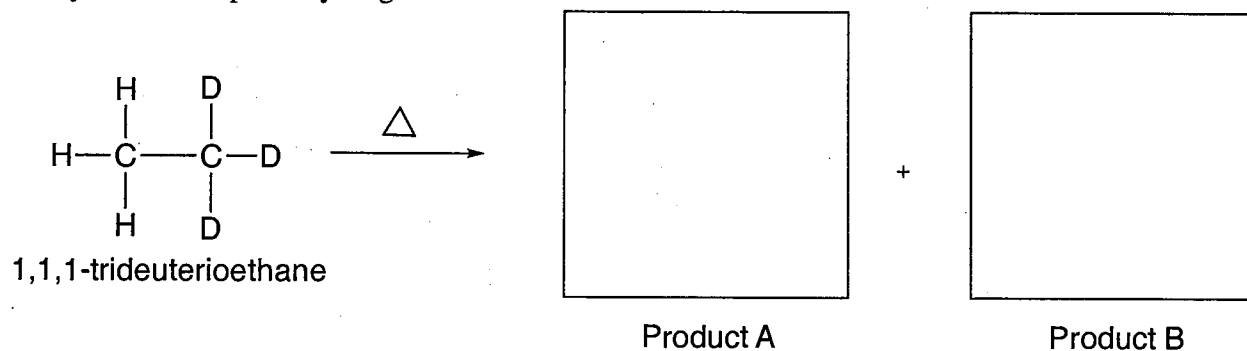 H D
H C C D
H D
+
1,1,1-trideuterioethane
Product A Product B